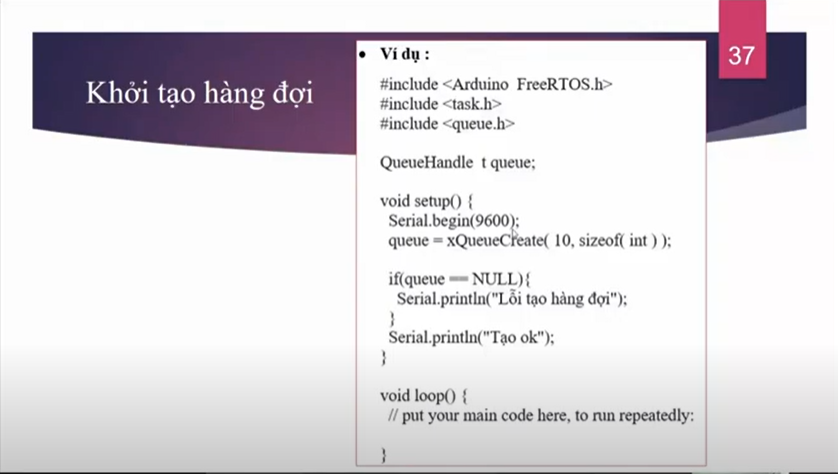 37
Khởi tạo hàng đợi
• Ví dụ :
#include <Arduino FreeRTOS.h>
#include <task.h>
#include <queue.h>
QueueHandle t queue;
void setup() {
Serial.begin(9600);
queue = xQueueCreate( 10, sizeof( int ) );
if(queue == NULL){
Serial.println("Lỗi tạo hàng đợi");
}
Serial.println("Tạo ok");
}
void loop() {
// put your main code here, to run repeatedly:
}